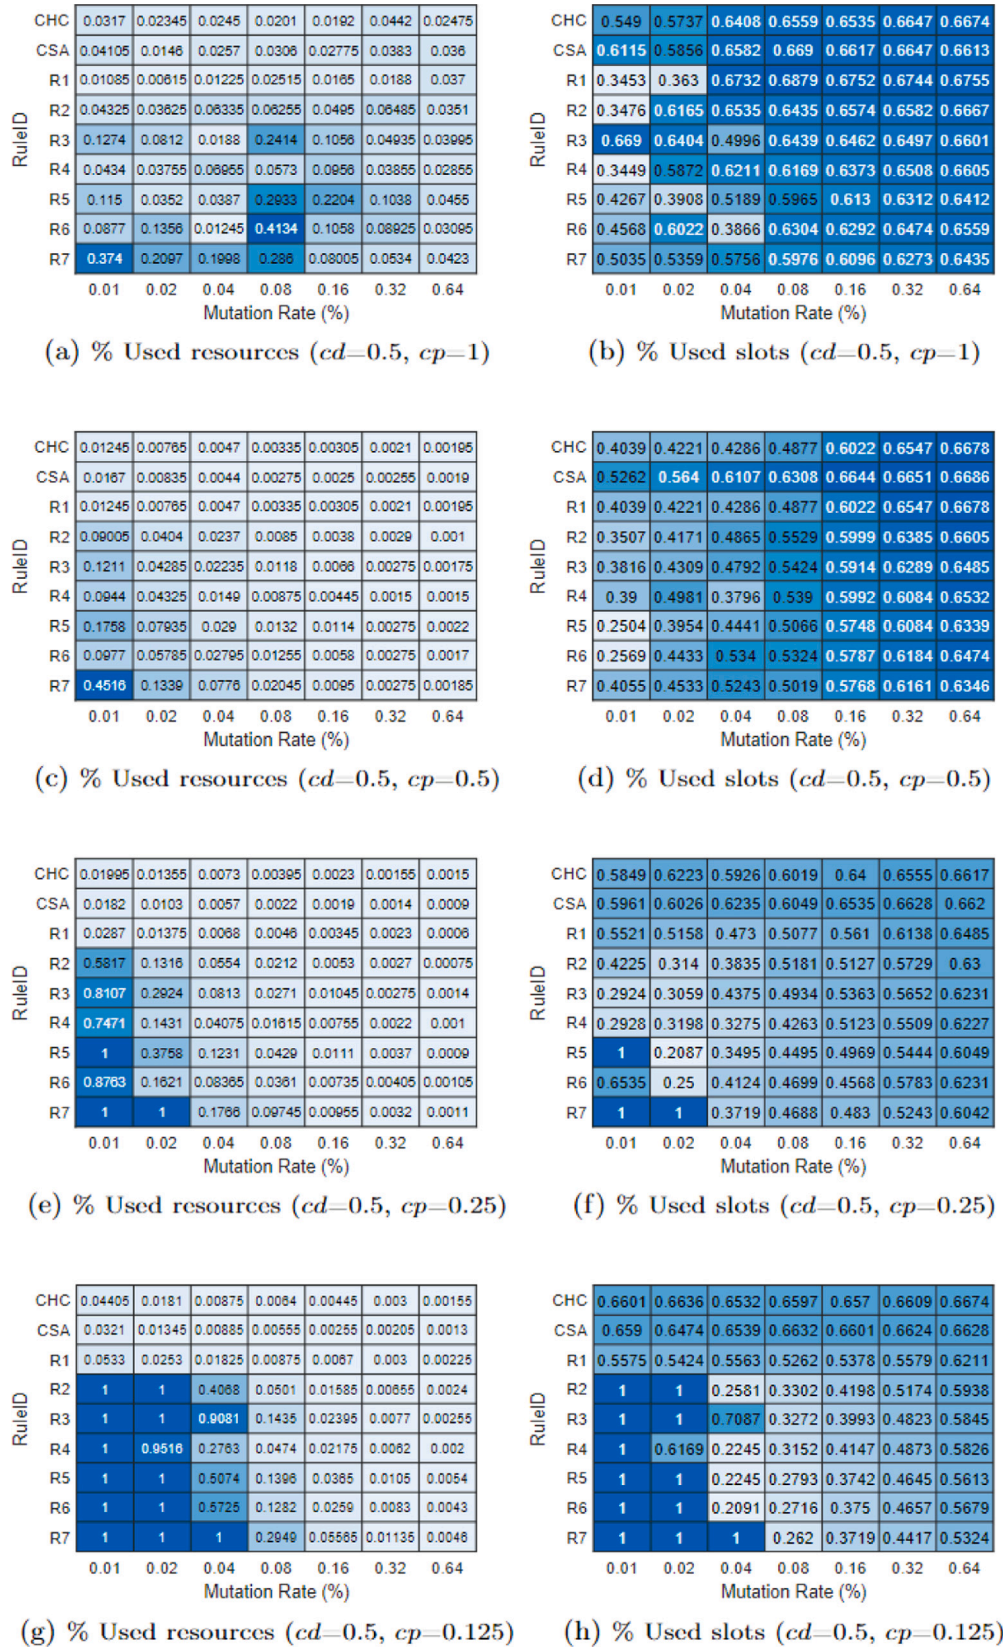 CHC 0.0317 0.02345 0.0245 0.0201 0.0192 0.0442 0.02475
CSA 0.04105 0.0146 0.0257 0.0306 0.02775 0.0383 0.036
R1 0.01085 0.00615 0.01225 0.02515 0.0165 0.0188 0.037
R2 0.04325 0.03625 0.06335 0.06255 0.0495 0.06485 0.0351
R3 0.1274 0.0812 0.0188 0.2414 0.1056 0.04935 0.03995
R4 0.0434 0.03755 0.06955 0.0573 0.0956 0.03855 0.02855
R5 0.115 0.0352 0.0387 0.2933 0.2204 0.1038 0.0455
R6 0.0877 0.1356 0.01245 0.4134 0.1058 0.08925 0.03095
R7 0.374 0.2097 0.1998 0.286 0.08005 0.0534 0.0423
RuleID
0.01 0.02 0.04 0.08 0.16 0.32 0.64
Mutation Rate (%)
(a) % Used resources (cd=0.5, cp=1)
CHC 0.549 0.5737 0.6408 0.6559 0.6535 0.6647 0.6674
CSA 0.6115 0.5856 0.6582 0.669 0.6617 0.6647 0.6613
R1 0.3453 0.363 0.6732 0.6879 0.6752 0.6744 0.6755
R2 0.3476 0.6165 0.6535 0.6435 0.6574 0.6582 0.6667
R3 0.669 0.6404 0.4996 0.6439 0.6462 0.6497 0.6601
R4 0.3449 0.5872 0.6211 0.6169 0.6373 0.6508 0.6605
R5 0.4267 0.3908 0.5189 0.5965 0.613 0.6312 0.6412
R6 0.4568 0.6022 0.3866 0.6304 0.6292 0.6474 0.6559
R7 0.5035 0.5359 0.5756 0.5976 0.6096 0.6273 0.6435
RuleID
0.01 0.02 0.04 0.08 0.16 0.32 0.64
Mutation Rate (%)
(b) % Used slots (cd=0.5, cp=1)
CHC 0.01245 0.00765 0.0047 0.00335 0.00305 0.0021 0.00195
CSA 0.0167 0.00835 0.0044 0.00275 0.0025 0.00255 0.0019
R1 0.01245 0.00765 0.0047 0.00335 0.00305 0.0021 0.00195
R2 0.09005 0.0404 0.0237 0.0085 0.0038 0.0029 0.001
R3 0.1211 0.04285 0.02235 0.0118 0.0066 0.00275 0.00175
R4 0.0944 0.04325 0.0149 0.00875 0.00445 0.0015 0.0015
R5 0.1758 0.07935 0.029 0.0132 0.0114 0.00275 0.0022
R6 0.0977 0.05785 0.02795 0.01255 0.0058 0.00275 0.0017
R7 0.4516 0.1339 0.0776 0.02045 0.0095 0.00275 0.00185
RuleID
0.01 0.02 0.04 0.08 0.16 0.32 0.64
Mutation Rate (%)
(c) % Used resources (cd=0.5, cp=0.5)
CHC 0.4039 0.4221 0.4286 0.4877 0.6022 0.6547 0.6678
CSA 0.5262 0.564 0.6107 0.6308 0.6644 0.6651 0.6686
R1 0.4039 0.4221 0.4286 0.4877 0.6022 0.6547 0.6678
R2 0.3507 0.4171 0.4865 0.5529 0.5999 0.6385 0.6605
R3 0.3816 0.4309 0.4792 0.5424 0.5914 0.6289 0.6485
R4 0.39 0.4981 0.3796 0.539 0.5992 0.6084 0.6532
R5 0.2504 0.3954 0.4441 0.5066 0.5748 0.6084 0.6339
R6 0.2569 0.4433 0.534 0.5324 0.5787 0.6184 0.6474
R7 0.4055 0.4533 0.5243 0.5019 0.5768 0.6161 0.6346
RuleID
0.01 0.02 0.04 0.08 0.16 0.32 0.64
Mutation Rate (%)
(d) % Used slots (cd=0.5, cp=0.5)
CHC 0.01995 0.01355 0.0073 0.00395 0.0023 0.00155 0.0015
CSA 0.0182 0.0103 0.0057 0.0022 0.0019 0.0014 0.0009
R1 0.0287 0.01375 0.0068 0.0046 0.00345 0.0023 0.0006
R2 0.5817 0.1316 0.0554 0.0212 0.0053 0.0027 0.00075
R3 0.8107 0.2924 0.0813 0.0271 0.01045 0.00275 0.0014
R4 0.7471 0.1431 0.04075 0.01615 0.00755 0.0022 0.001
R5 1 0.3758 0.1231 0.0429 0.0111 0.0037 0.0009
R6 0.8763 0.1621 0.08365 0.0361 0.00735 0.00405 0.00105
R7 1 1 0.1766 0.09745 0.00955 0.0032 0.0011
RuleID
0.01 0.02 0.04 0.08 0.16 0.32 0.64
Mutation Rate (%)
(e) % Used resources (cd=0.5, cp=0.25)
CHC 0.5849 0.6223 0.5926 0.6019 0.64 0.6555 0.6617
CSA 0.5961 0.6026 0.6235 0.6049 0.6535 0.6628 0.662
R1 0.5521 0.5158 0.473 0.5077 0.561 0.6138 0.6485
R2 0.4225 0.314 0.3835 0.5181 0.5127 0.5729 0.63
R3 0.2924 0.3059 0.4375 0.4934 0.5363 0.5652 0.6231
R4 0.2928 0.3198 0.3275 0.4263 0.5123 0.5509 0.6227
R5 1 0.2087 0.3495 0.4495 0.4969 0.5444 0.6049
R6 0.6535 0.25 0.4124 0.4699 0.4568 0.5783 0.6231
R7 1 1 0.3719 0.4688 0.483 0.5243 0.6042
RuleID
0.01 0.02 0.04 0.08 0.16 0.32 0.64
Mutation Rate (%)
(f) % Used slots (cd=0.5, cp=0.25)
CHC 0.04405 0.0181 0.00875 0.0064 0.00445 0.003 0.00155
CSA 0.0321 0.01345 0.00885 0.00555 0.00255 0.00205 0.0013
R1 0.0533 0.0253 0.01825 0.00875 0.0067 0.003 0.00225
R2 1 1 0.4068 0.0501 0.01585 0.00655 0.0024
R3 1 1 0.9081 0.1435 0.02395 0.0077 0.00255
R4 1 0.9516 0.2763 0.0474 0.02175 0.0062 0.002
R5 1 1 0.5074 0.1396 0.0365 0.0105 0.0054
R6 1 1 0.5725 0.1282 0.0259 0.0083 0.0043
R7 1 1 1 0.2949 0.05565 0.01135 0.0046
RuleID
0.01 0.02 0.04 0.08 0.16 0.32 0.64
Mutation Rate (%)
(g) % Used resources (cd=0.5, cp=0.125)
CHC 0.6601 0.6636 0.6532 0.6597 0.657 0.6609 0.6674
CSA 0.659 0.6474 0.6539 0.6632 0.6601 0.6624 0.6628
R1 0.5575 0.5424 0.5563 0.5262 0.5378 0.5579 0.6211
R2 1 1 0.2581 0.3302 0.4198 0.5174 0.5938
R3 1 1 0.7087 0.3272 0.3993 0.4823 0.5845
R4 1 0.6169 0.2245 0.3152 0.4147 0.4873 0.5826
R5 1 1 0.2245 0.2793 0.3742 0.4645 0.5613
R6 1 1 0.2091 0.2716 0.375 0.4657 0.5679
R7 1 1 1 0.262 0.3719 0.4417 0.5324
RuleID
0.01 0.02 0.04 0.08 0.16 0.32 0.64
Mutation Rate (%)
(h) % Used slots (cd=0.5, cp=0.125)